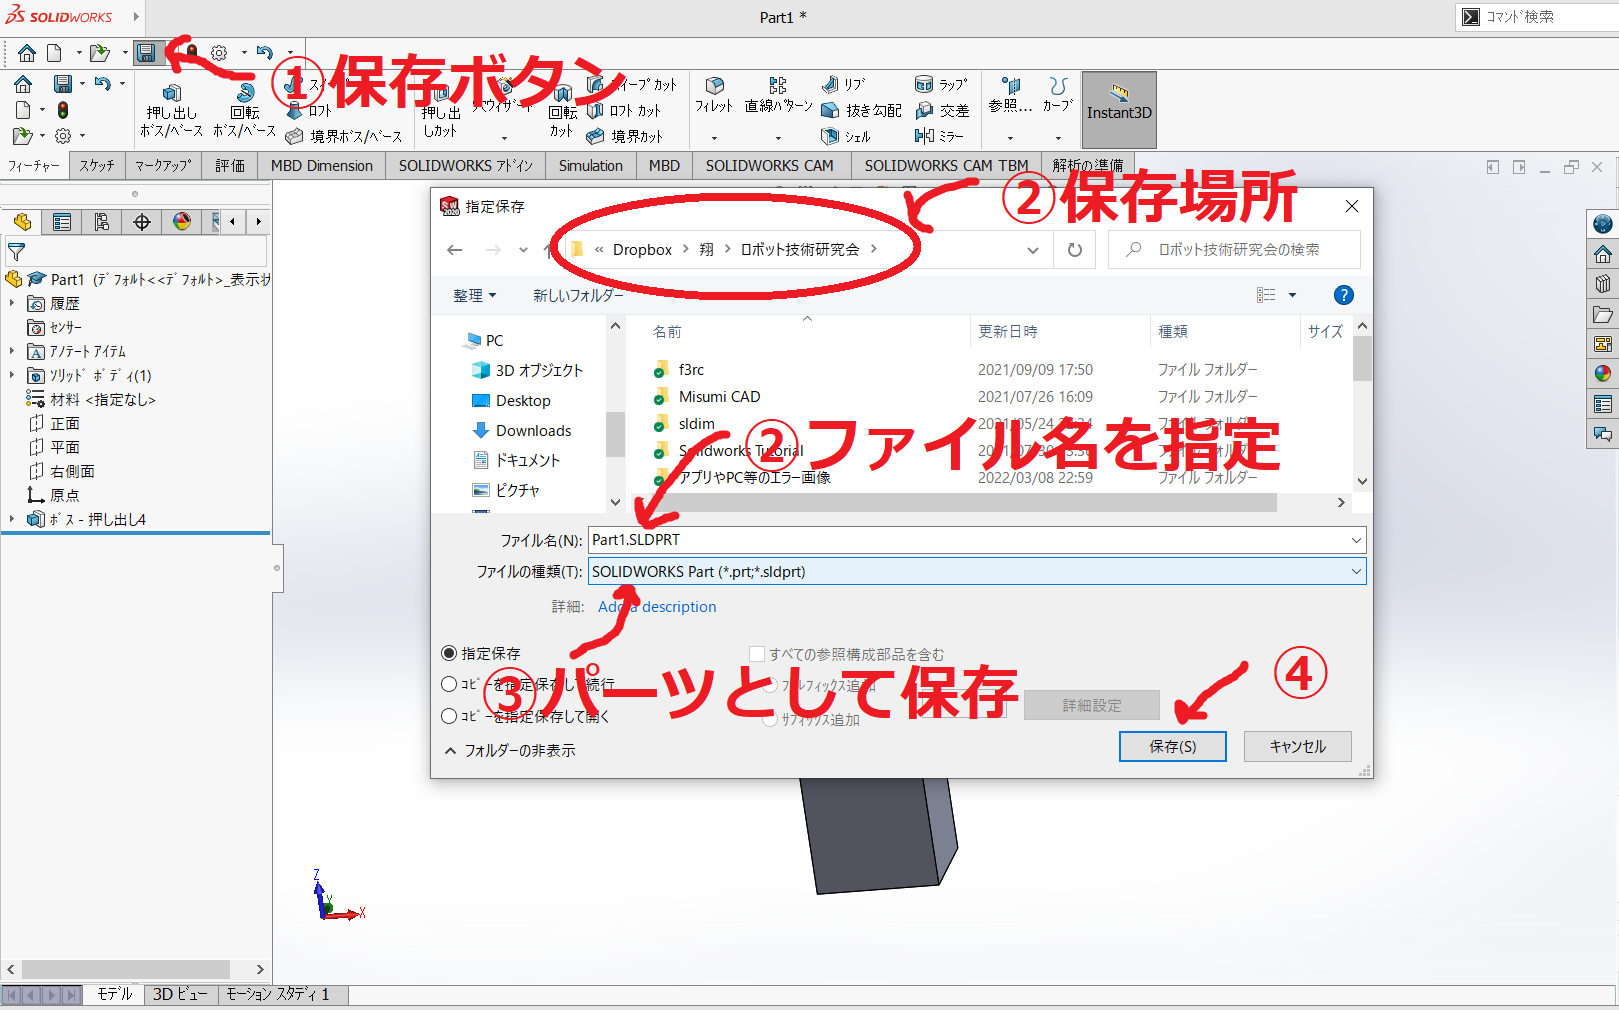 SOLIDWORKS
Part1 *
コマンド検索
①保存ボタン
押し出し
ボス/ベース
回転
ボス/ベース
ロフト
境界ボス/ベース
押し出
しカット
穴ウィザード
回転
カット
スイープ カット
ロフト カット
境界カット
フィレット
直線パターン
リブ
抜き勾配
シェル
ラップ
交差
ミラー
参照...
カーブ
Instant3D
フィーチャー
スケッチ
マークアップ
評価
MBD Dimension
SOLIDWORKS アドイン
Simulation
MBD
SOLIDWORKS CAM
SOLIDWORKS CAM TBM
解析の準備
Part1 (デフォルト<<デフォルト>_表示状
履歴
センサー
アノテート アイテム
ソリッド ボディ(1)
材料 <指定なし>
正面
平面
右側面
原点
ボス - 押し出し4
指定保存
②保存場所
« Dropbox › 翔 › ロボット技術研究会 ›
ロボット技術研究会の検索
整理
新しいフォルダー
PC
3D オブジェクト
Desktop
Downloads
ドキュメント
ピクチャ
名前
更新日時
種類
サイズ
f3rc
2021/09/09 17:50
ファイル フォルダー
Misumi CAD
2021/07/26 16:09
ファイル フォルダー
sldim
ファイル フォルダー
Solidworks Tutorial
ファイル フォルダー
アプリやPC等のエラー画像
2022/03/08 22:59
ファイル フォルダー
②ファイル名を指定
ファイル名(N):
Part1.SLDPRT
ファイルの種類(T):
SOLIDWORKS Part (*.prt;*.sldprt)
詳細:
Add a description
指定保存
コピーを指定保存して続行
コピーを指定保存して開く
すべての参照構成部品を含む
サフィックス追加
③パーツとして保存
④
詳細設定
フォルダーの非表示
保存(S)
キャンセル
Z
Y
X
モデル
3D ビュー
モーション スタディ 1